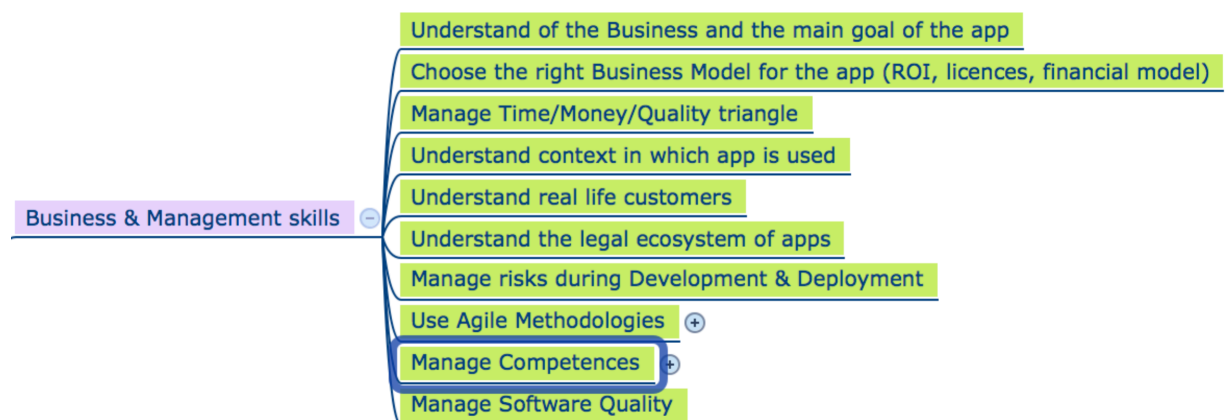 Understand of the Business and the main goal of the app
Choose the right Business Model for the app (ROI, licences, financial model)
Manage Time/Money/Quality triangle
Understand context in which app is used
Understand real life customers
Business & Management skills
Understand the legal ecosystem of apps
Manage risks during Development & Deployment
Use Agile Methodologies
Manage Competences
Manage Software Quality